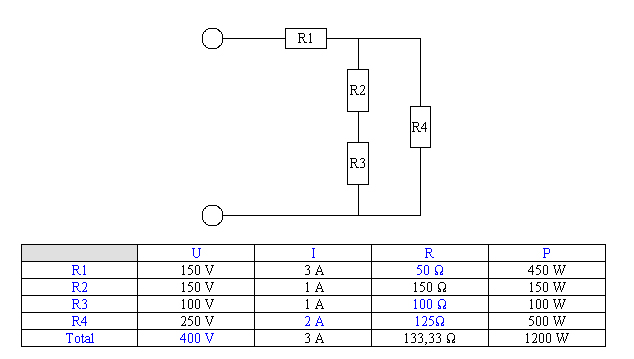 R1
R2
R3
R4
U I R P
R1 150 V 3 A 50 Ω 450 W
R2 150 V 1 A 150 Ω 150 W
R3 100 V 1 A 100 Ω 100 W
R4 250 V 2 A 125Ω 500 W
Total 400 V 3 A 133,33 Ω 1200 W